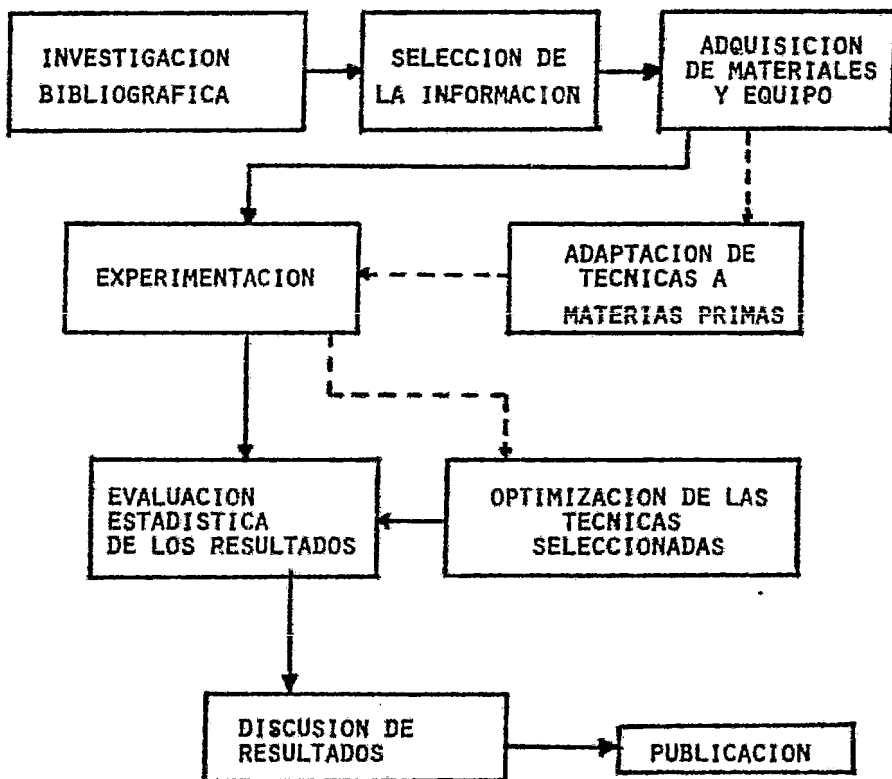 INVESTIGACION
BIBLIOGRAFICA
SELECCION DE
LA INFORMACION
ADQUISICION
DE MATERIALES
Y EQUIPO
EXPERIMENTACION
ADAPTACION DE
TECNICAS A
MATERIAS PRIMAS
EVALUACION
ESTADISTICA
DE LOS RESULTADOS
OPTIMIZACION DE LAS
TECNICAS
SELECCIONADAS
DISCUSION DE
RESULTADOS
PUBLICACION